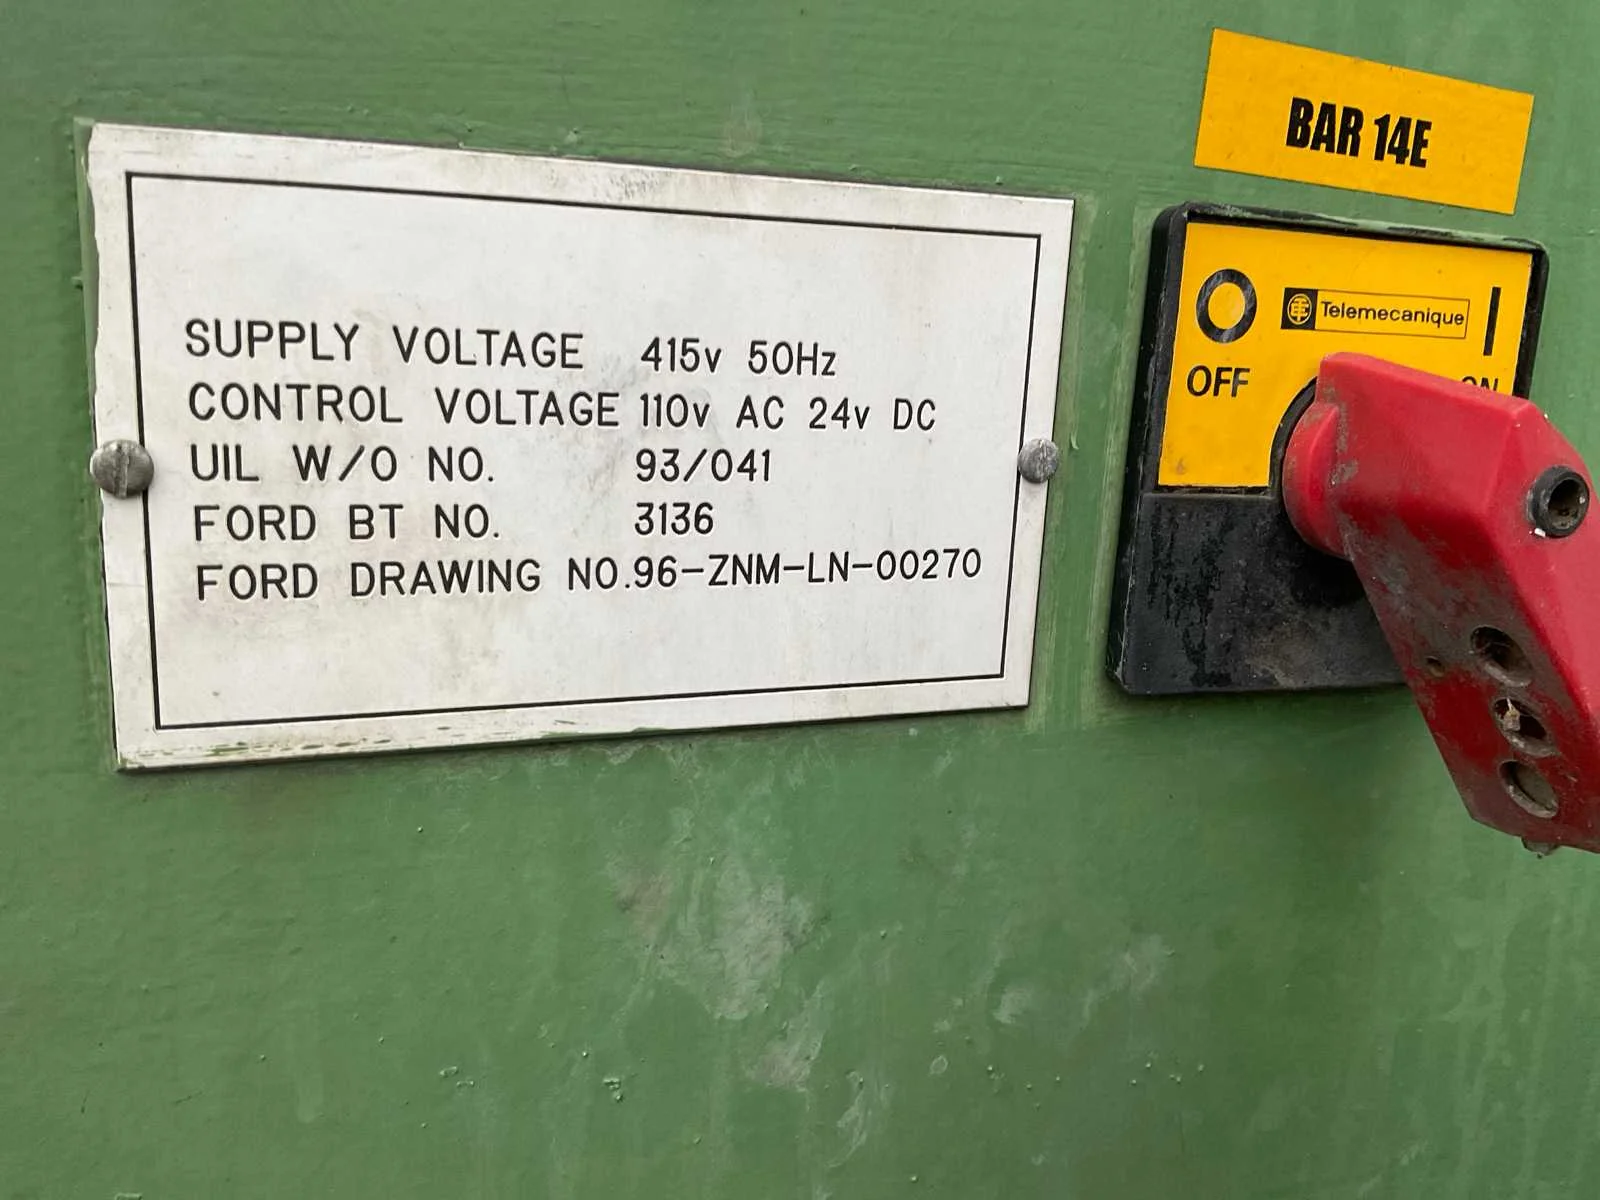 BAR 14E
SUPPLY VOLTAGE 415v 50Hz
CONTROL VOLTAGE 110v AC 24v DC
UIL W/O NO. 93/041
FORD BT NO. 3136
FORD DRAWING NO. 96-ZNM-LN-00270
O Telemecanique I
OFF ON